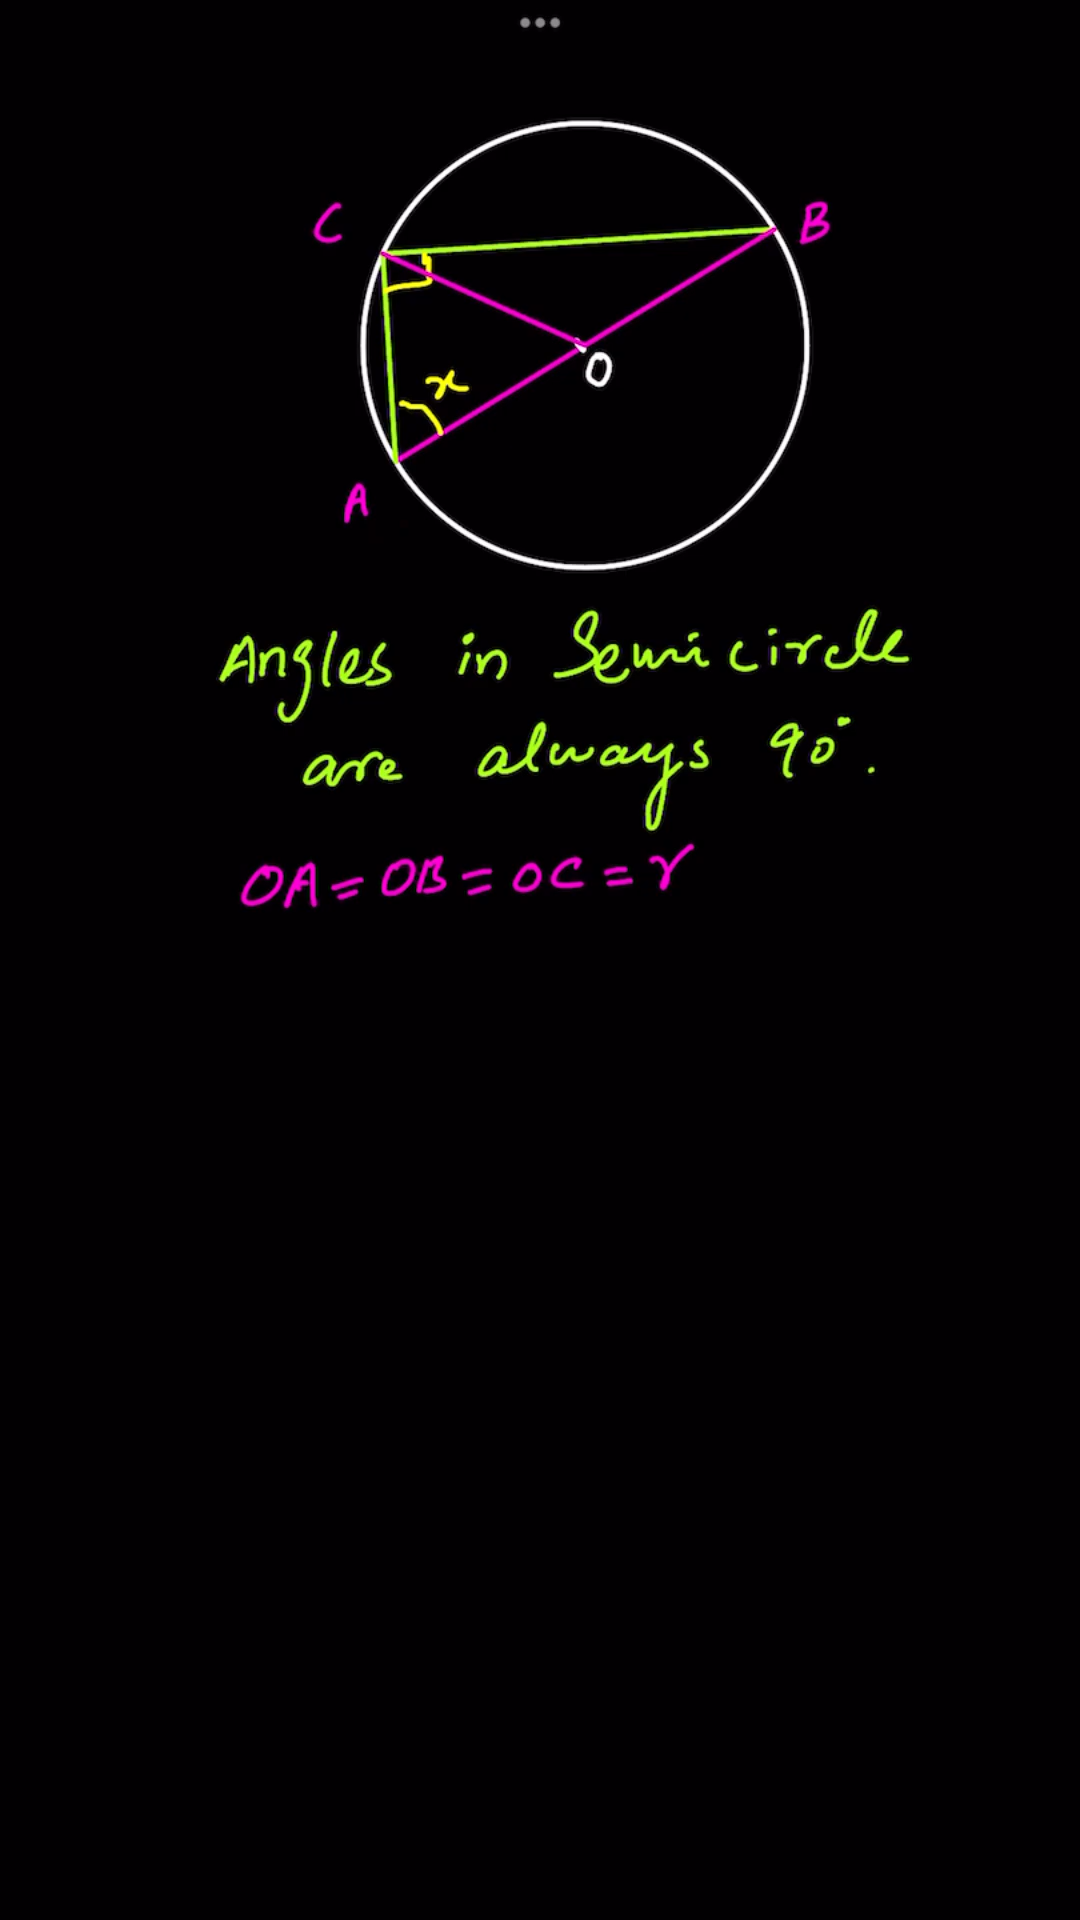 C
B
O
x
A
Angles in Semicircle
are always 90°.
OA = OB = OC = r